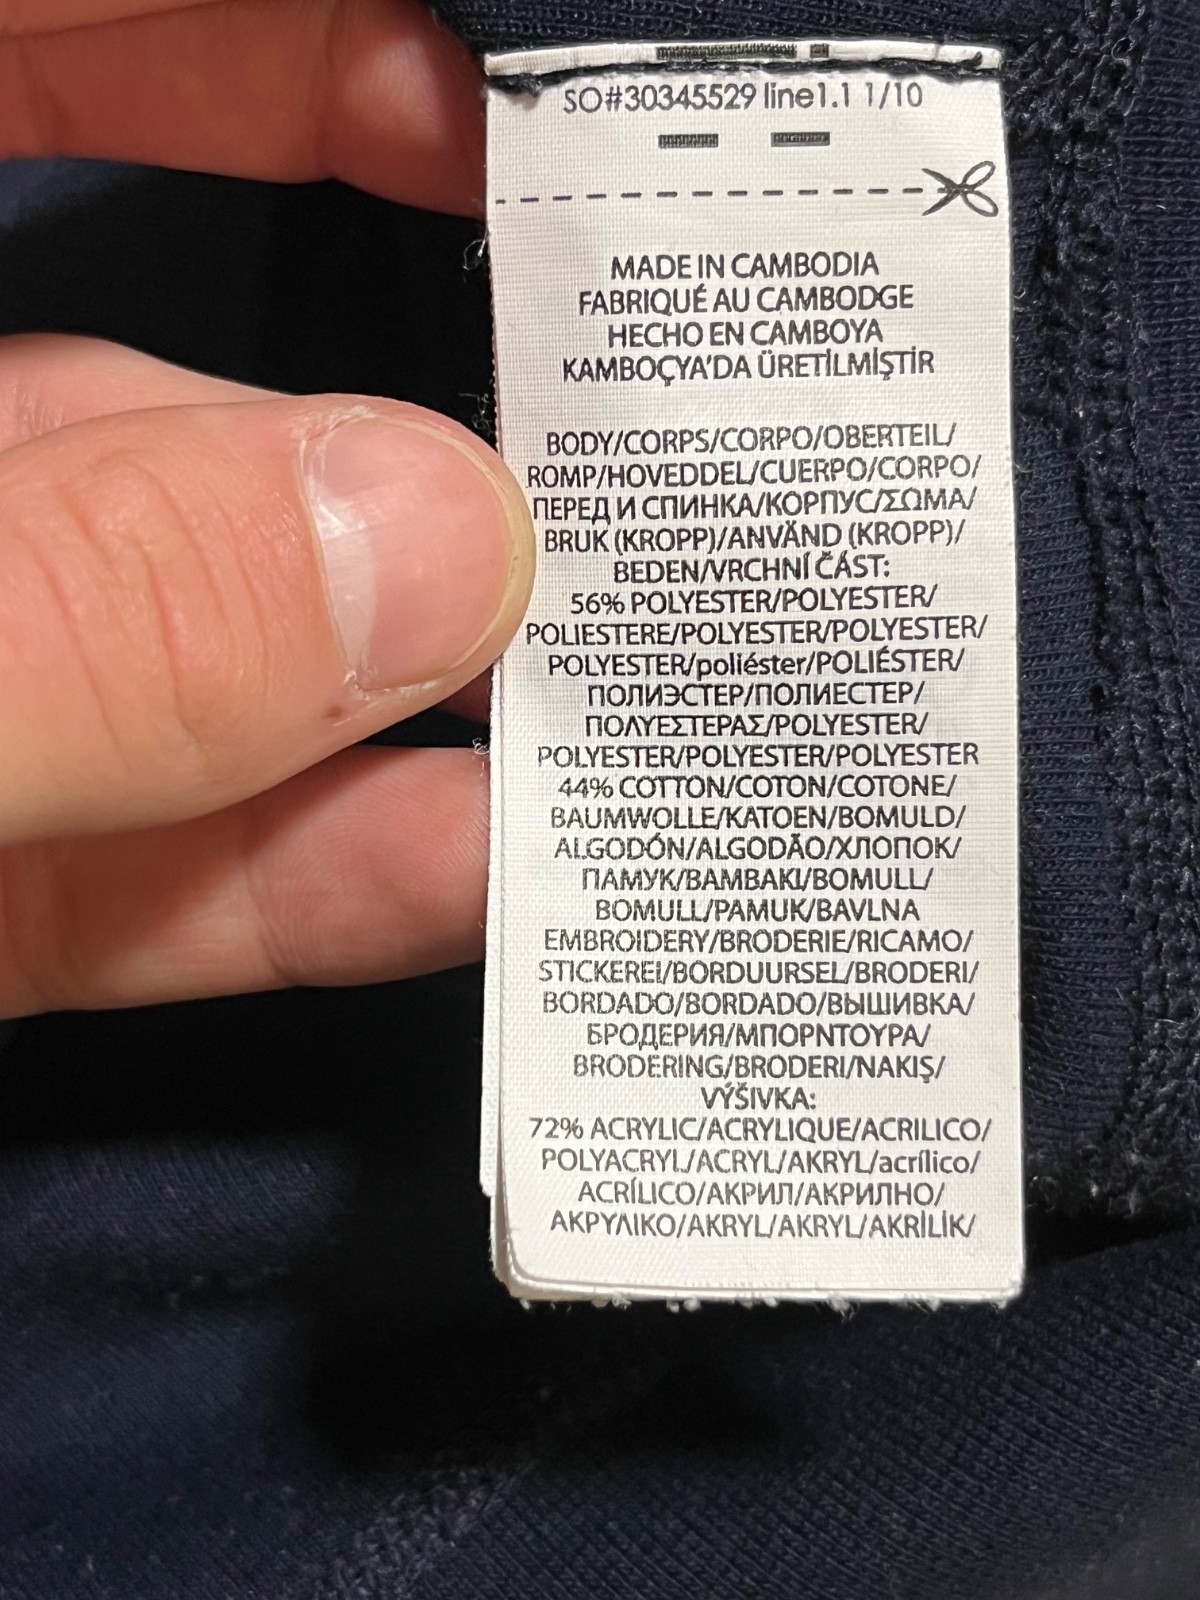 SO#30345529 line1.1 1/10
MADE IN CAMBODIA
FABRIQUÉ AU CAMBODGE
HECHO EN CAMBOYA
KAMBOÇYA'DA ÜRETİLMİŞTİR
BODY/CORPS/CORPO/OBERTEIL/
ROMP/HOVEDDEL/CUERPO/CORPO/
ПЕРЕД И СПИНКА/КОРПУС/ΣΩΜΑ/
BRUK (KROPP)/ANVÄND (KROPP)/
BEDEN/VRCHNÍ ČÁST:
56% POLYESTER/POLYESTER/
POLIESTERE/POLYESTER/POLYESTER/
POLYESTER/poliéster/POLIÉSTER/
ПОЛИЭСТЕР/ПОЛИЕСТЕР/
ΠΟΛΥΕΣΤΕΡΑΣ/POLYESTER/
POLYESTER/POLYESTER/POLYESTER
44% COTTON/COTON/COTONE/
BAUMWOLLE/KATOEN/BOMULD/
ALGODÓN/ALGODÃO/ХЛОПОК/
ПАМУК/ΒΑΜΒΑΚΙ/BOMULL/
BOMULL/PAMUK/BAVLNA
EMBROIDERY/BRODERIE/RICAMO/
STICKEREI/BORDUURSEL/BRODERI/
BORDADO/BORDADO/ВЫШИВКА/
БРОДЕРИЯ/ΜΠΟΡΝΤΟΥΡΑ/
BRODERING/BRODERI/NAKIŞ/
VÝŠIVKA:
72% ACRYLIC/ACRYLIQUE/ACRILICO/
POLYACRYL/ACRYL/AKRYL/acrílico/
ACRÍLICO/АКРИЛ/АКРИЛНО/
ΑΚΡΥΛΙΚΟ/AKRYL/AKRYL/AKRİLİK/